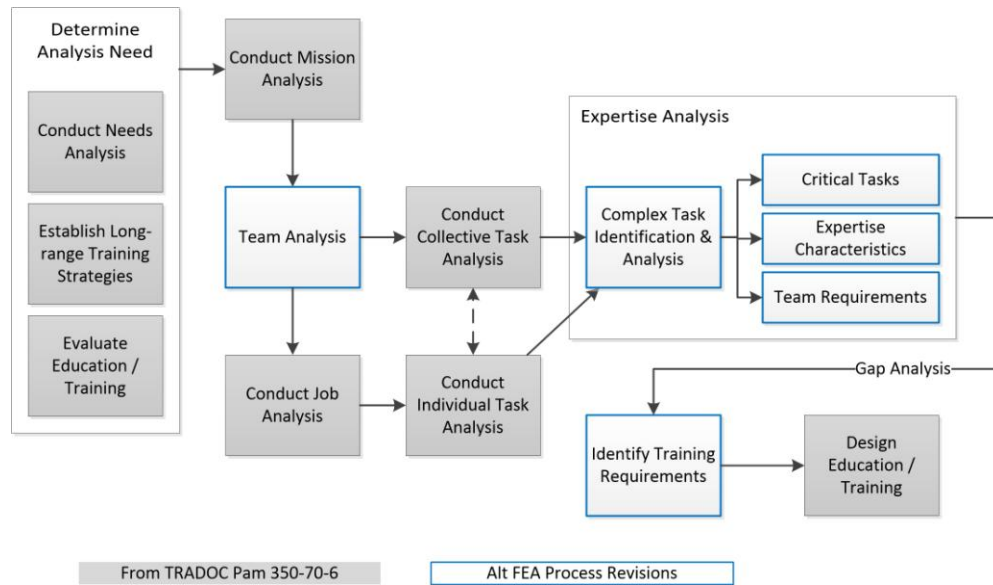 Determine
Analysis Need
Conduct Needs
Analysis
Establish Long-
range Training
Strategies
Evaluate
Education /
Training
Conduct Mission
Analysis
Team Analysis
Conduct Job
Analysis
Conduct
Collective Task
Analysis
Conduct
Individual Task
Analysis
Expertise Analysis
Complex Task
Identification &
Analysis
Critical Tasks
Expertise
Characteristics
Team Requirements
Gap Analysis
Identify Training
Requirements
Design
Education /
Training
From TRADOC Pam 350-70-6
Alt FEA Process Revisions